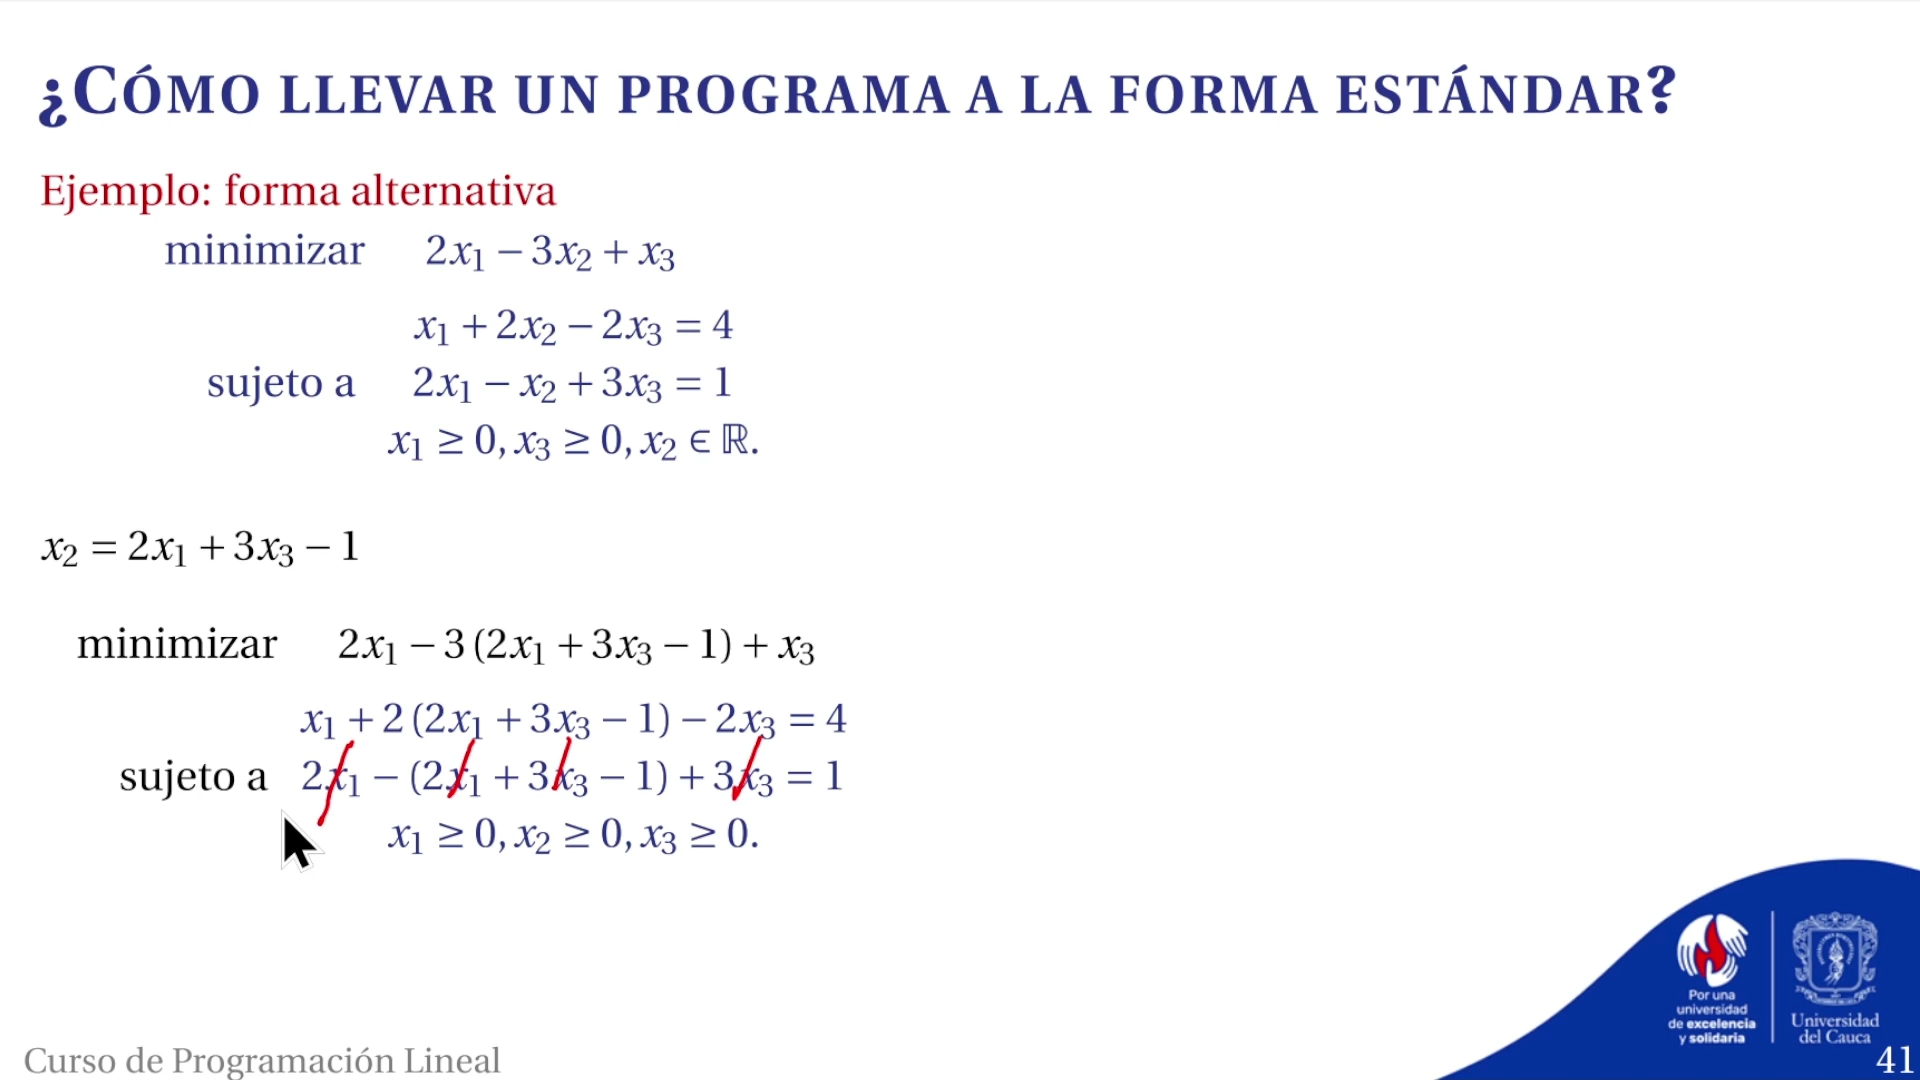 ¿CÓMO LLEVAR UN PROGRAMA A LA FORMA ESTÁNDAR?
Ejemplo: forma alternativa
minimizar 2x₁ − 3x₂ + x₃
x₁ + 2x₂ − 2x₃ = 4
sujeto a 2x₁ − x₂ + 3x₃ = 1
x₁ ≥ 0, x₃ ≥ 0, x₂ ∈ ℝ.
x₂ = 2x₁ + 3x₃ − 1
minimizar 2x₁ − 3 (2x₁ + 3x₃ − 1) + x₃
x₁ + 2 (2x₁ + 3x₃ − 1) − 2x₃ = 4
sujeto a 2x₁ − (2x₁ + 3x₃ − 1) + 3x₃ = 1
x₁ ≥ 0, x₂ ≥ 0, x₃ ≥ 0.
Por una
universidad
de excelencia
y solidaria
Universidad
del Cauca
Curso de Programación Lineal
41